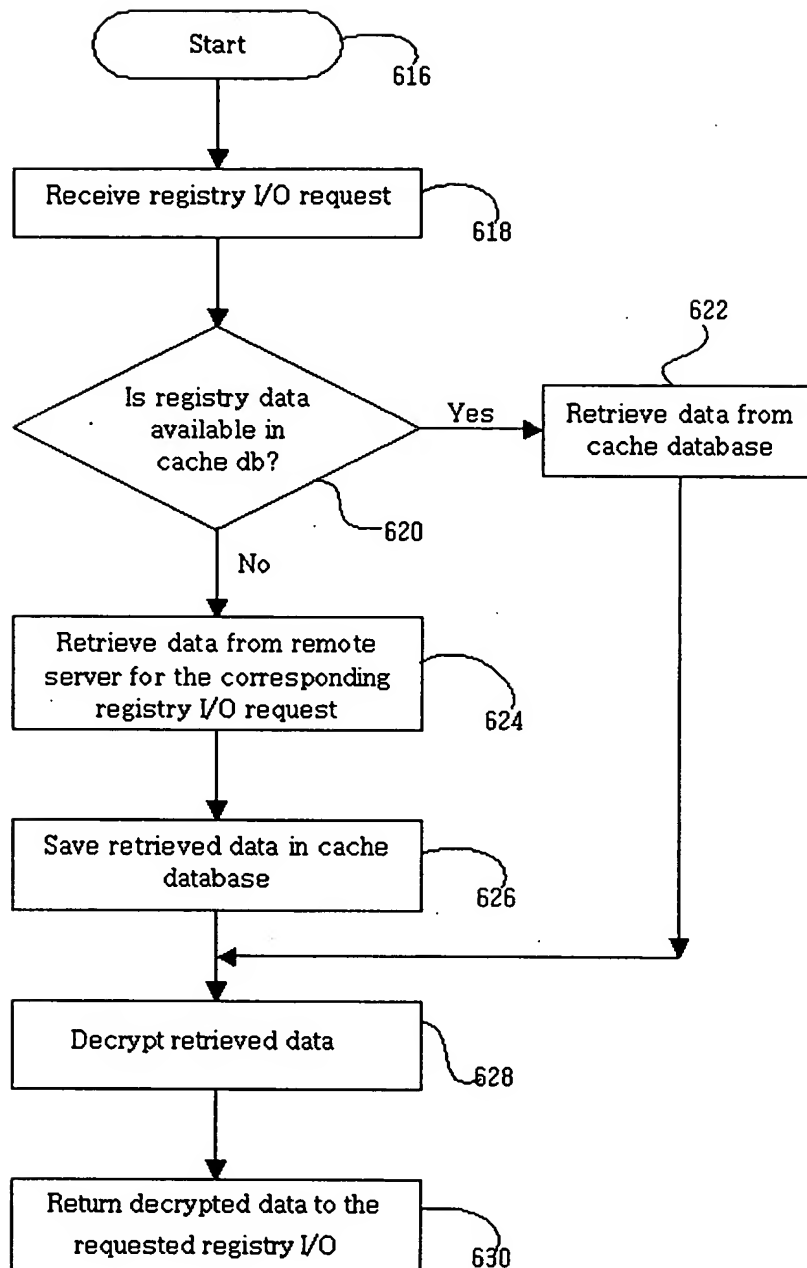 Start
616
Receive registry I/O request
618
622
Is registry data
available in
cache db?
Yes
Retrieve data from
cache database
620
No
Retrieve data from remote
server for the corresponding
registry I/O request
624
Save retrieved data in cache
database
626
Decrypt retrieved data
628
Return decrypted data to the
requested registry I/O
630